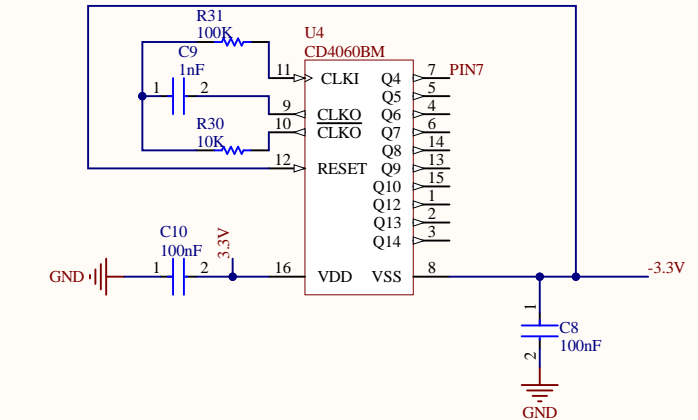 R31
100K
C9
1nF
1 2
R30
10K
U4
CD4060BM
11 CLKI Q4 7 PIN7
Q5 5
9 CLKO Q6 4
10 CLKO Q7 6
Q8 14
12 RESET Q9 13
Q10 15
Q12 1
Q13 2
Q14 3
C10
100nF
3.3V
GND 1 2 16 VDD VSS 8 -3.3V
1
C8
100nF
2
GND